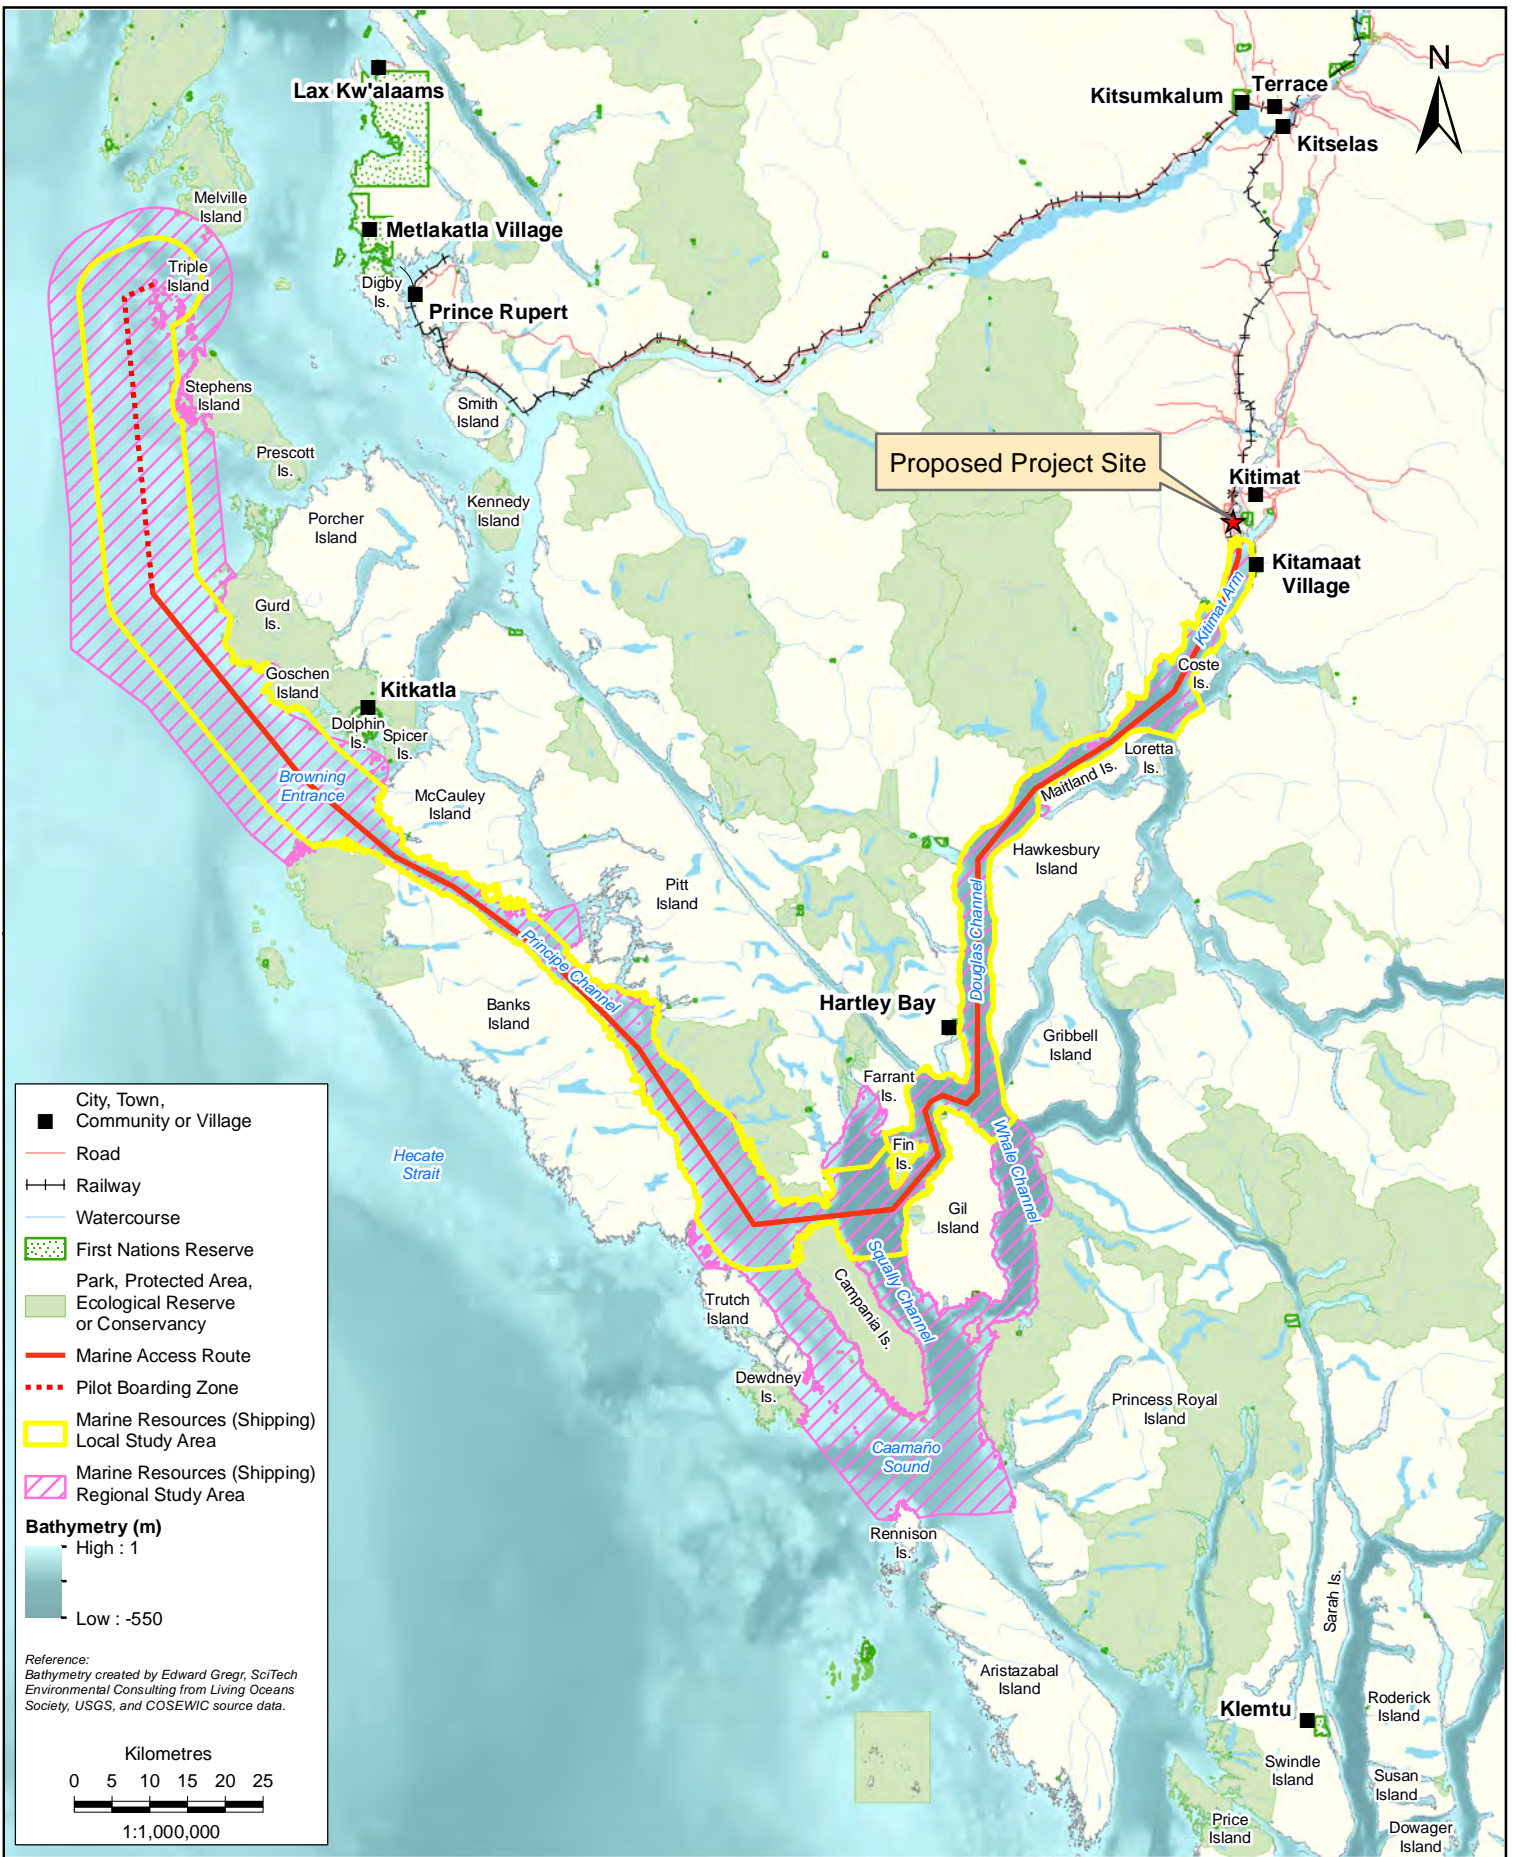 N
Lax Kw'alaams
Kitsumkalum
Terrace
Kitselas
Melville
Island
Metlakatla Village
Triple
Island
Digby
Is.
Prince Rupert
Stephens
Island
Smith
Island
Prescott
Is.
Proposed Project Site
Kitimat
Kennedy
Island
Porcher
Island
Kitamaat
Village
Kitimat Arm
Gurd
Is.
Goschen
Island
Kitkatla
Coste
Is.
Dolphin
Is.
Spicer
Is.
Loretta
Is.
Maitland Is.
Browning
Entrance
McCauley
Island
Hawkesbury
Island
Pitt
Island
Douglas Channel
Principe Channel
Banks
Island
Hartley Bay
Gribbell
Island
Farrant
Is.
Fin
Is.
Whale Channel
Hecate
Strait
Gil
Island
Squally Channel
Campania Is.
Trutch
Island
Dewdney
Is.
Princess Royal
Island
Caamaño
Sound
Rennison
Is.
Sarah Is.
Aristazabal
Island
Klemtu
Roderick
Island
Swindle
Island
Susan
Island
Price
Island
Dowager
Island
City, Town,
Community or Village
Road
Railway
Watercourse
First Nations Reserve
Park, Protected Area,
Ecological Reserve
or Conservancy
Marine Access Route
Pilot Boarding Zone
Marine Resources (Shipping)
Local Study Area
Marine Resources (Shipping)
Regional Study Area
Bathymetry (m)
High : 1
Low : -550
Reference:
Bathymetry created by Edward Gregr, SciTech
Environmental Consulting from Living Oceans
Society, USGS, and COSEWIC source data.
Kilometres
0 5 10 15 20 25
1:1,000,000